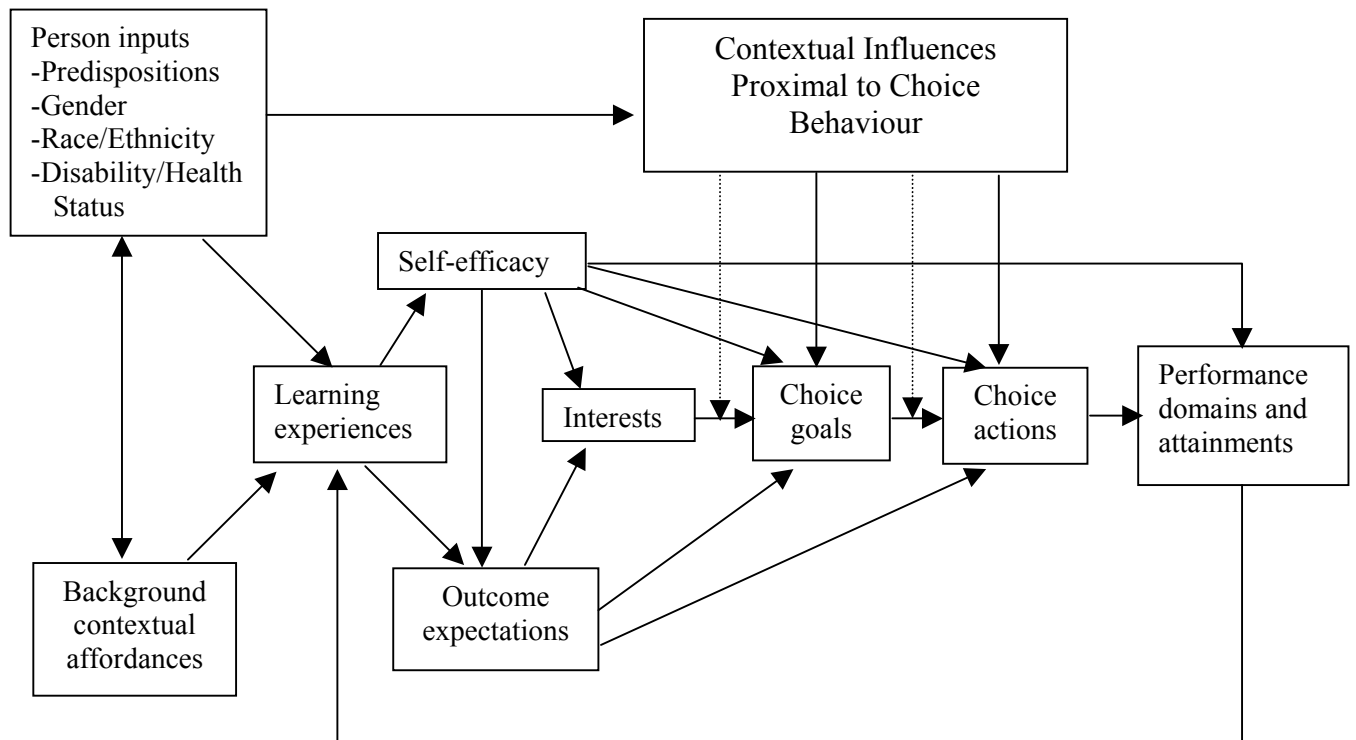 Person inputs
-Predispositions
-Gender
-Race/Ethnicity
-Disability/Health
Status
Contextual Influences
Proximal to Choice
Behaviour
Self-efficacy
Learning
experiences
Interests
Choice
goals
Choice
actions
Performance
domains and
attainments
Background
contextual
affordances
Outcome
expectations